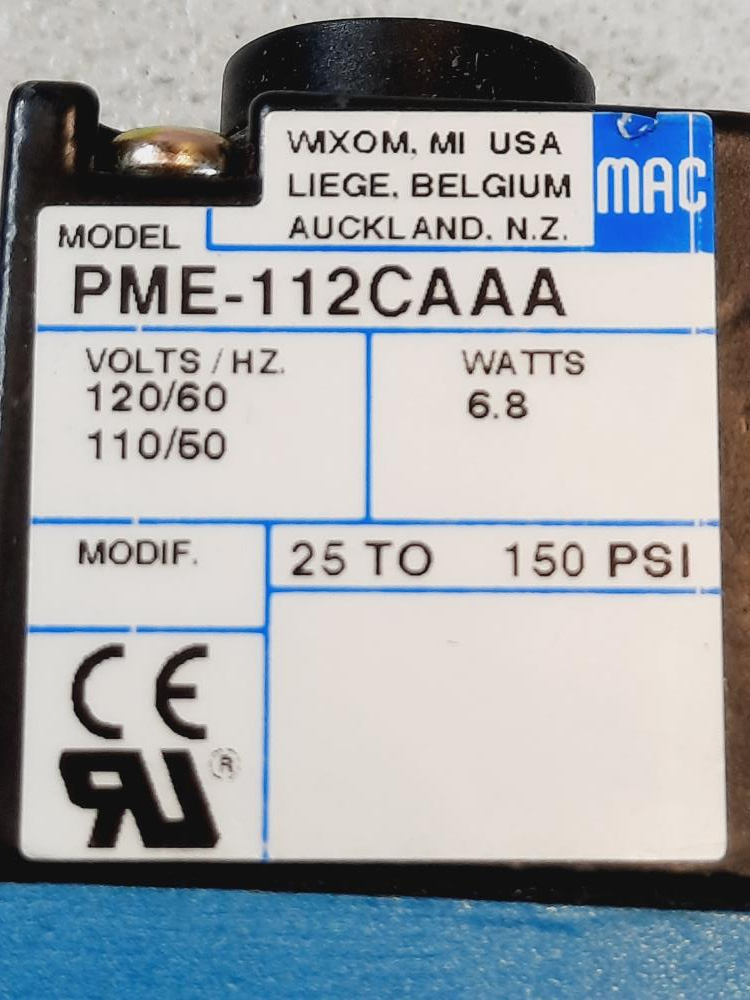 WIXOM, MI USA
LIEGE, BELGIUM
AUCKLAND, N.Z.
MAC
MODEL
PME-112CAAA
VOLTS / HZ.
120/60
110/50
WATTS
6.8
MODIF.
25 TO 150 PSI
CE
RU ®